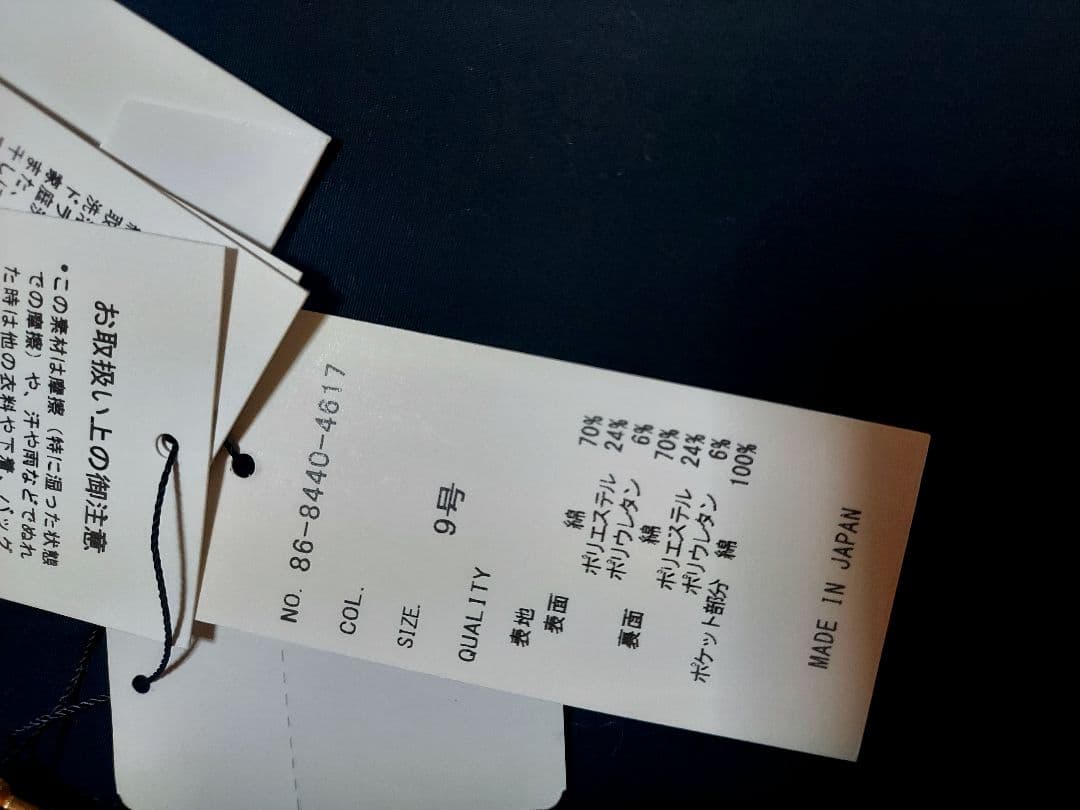 NO. 86-8440-4617
COL.
SIZE. 9号
QUALITY
表地
表面 綿 70%
ポリエステル 24%
ポリウレタン 6%
裏面 綿 70%
ポリエステル 24%
ポリウレタン 6%
ポケット部分 綿 100%
MADE IN JAPAN
お取扱い上の御注意
•この素材は摩擦(特に湿った状態
での摩擦)や、汗や雨などでぬれ
た時は他の衣料や下着、バッグ